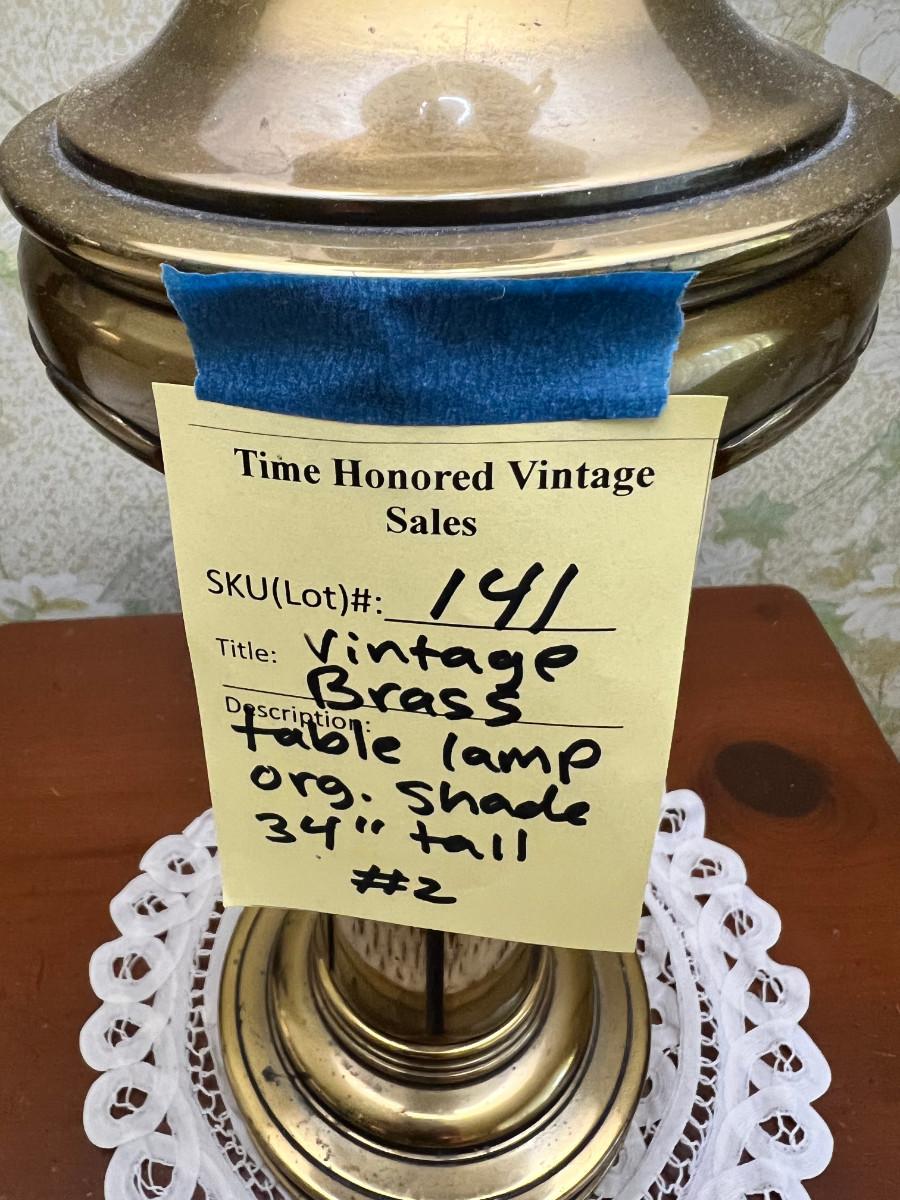 Time Honored Vintage
Sales
SKU(Lot)#: 141
Title: Vintage
Brass
Description:
table lamp
org. shade
34" tall
#2